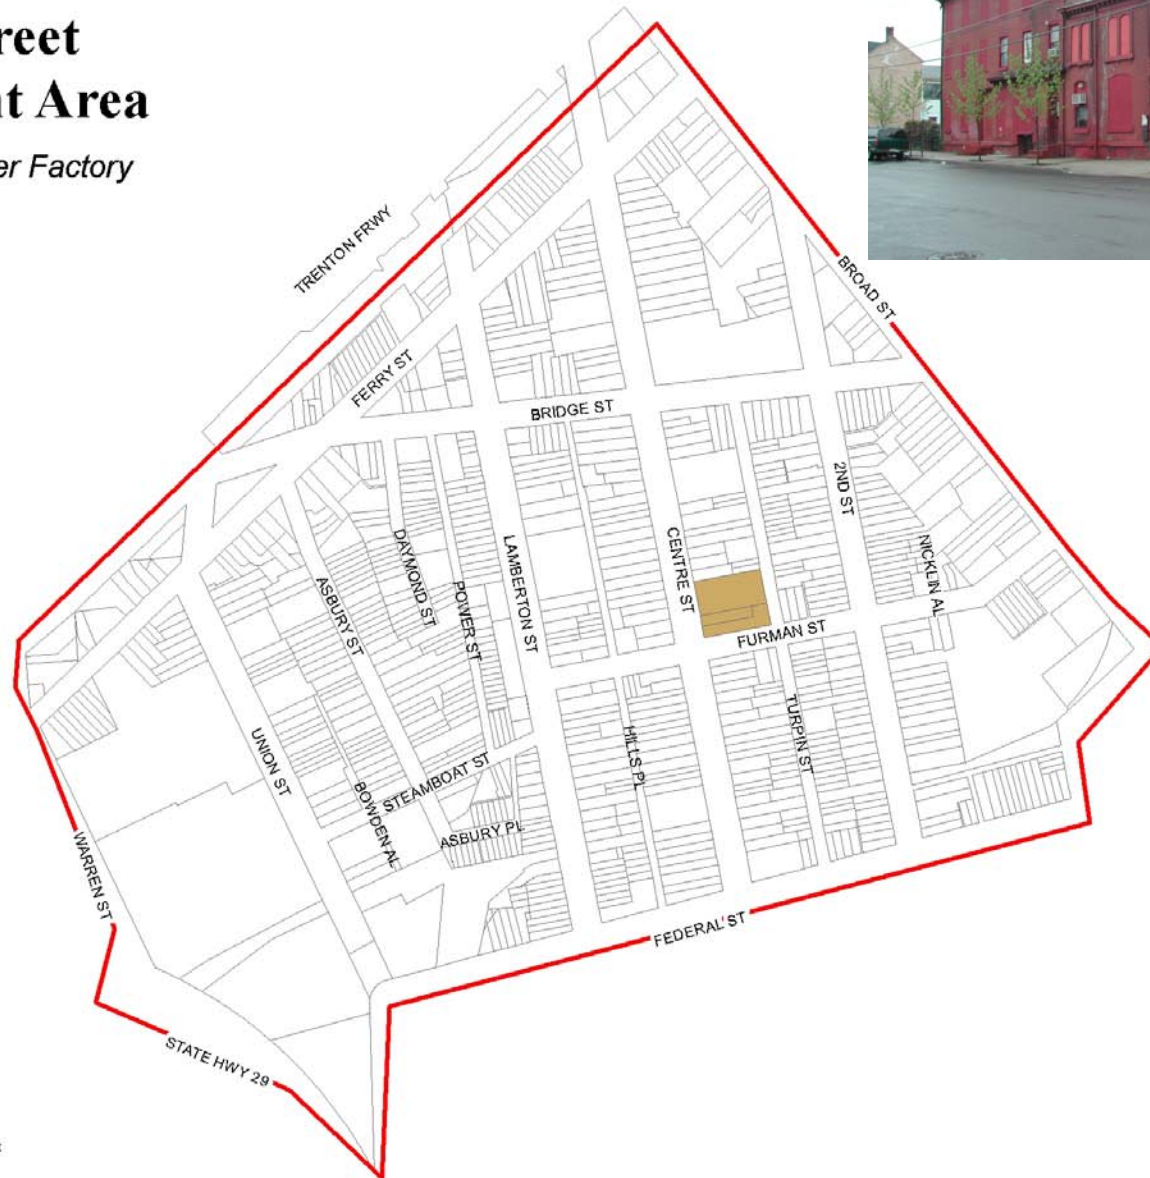 reet
nt Area
er Factory
TRENTON FRWY
BROAD ST
FERRY ST
BRIDGE ST
2ND ST
CENTRE ST
NICKLIN AL
DAYMOND ST
LAMBERTON ST
ASBURY ST
POWER ST
FURMAN ST
TURPIN ST
HILLS PL
UNION ST
STEAMBOAT ST
BOWDEN AL
ASBURY PL
WARREN ST
FEDERAL ST
STATE HWY 29